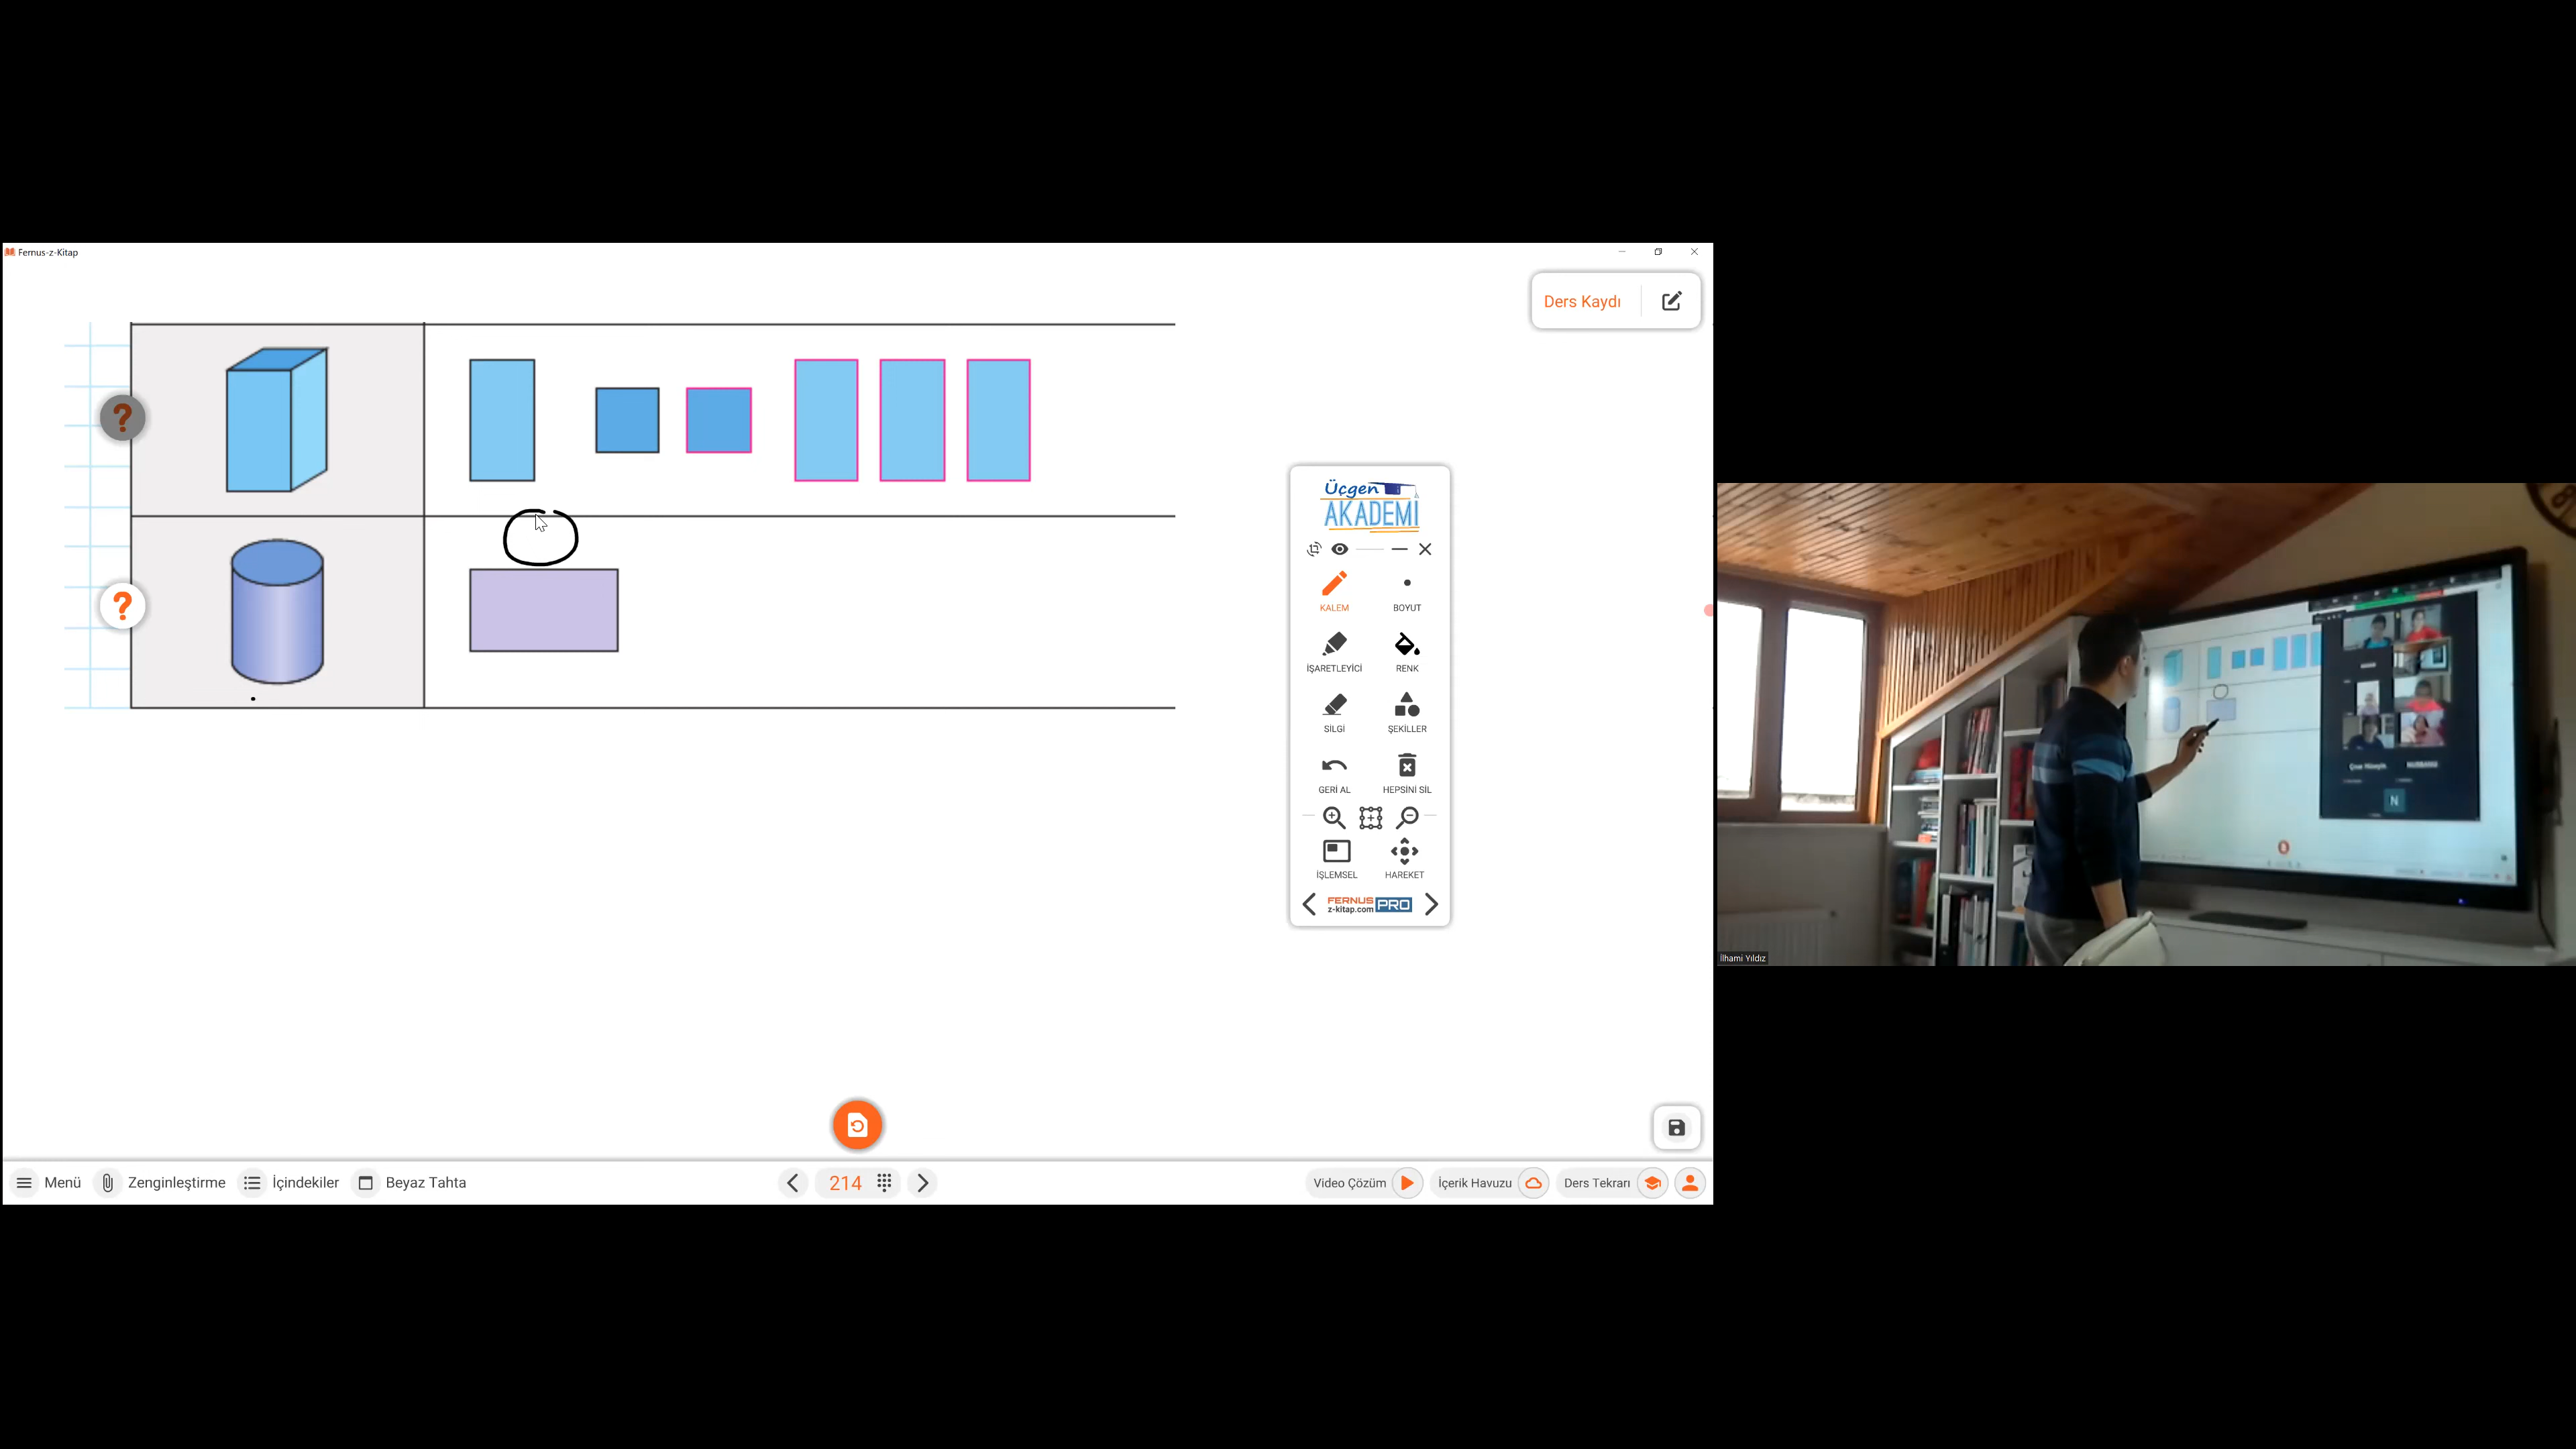 Fernus-z-Kitap
Ders Kaydı
?
?
Üçgen
AKADEMİ
KALEM
BOYUT
İŞARETLEYİCİ
RENK
SİLGİ
ŞEKİLLER
GERİ AL
HEPSİNİ SİL
İŞLEMSEL
HAREKET
FERNUS
z-kitap.com
PRO
N
İlhami Yıldız
Menü
Zenginleştirme
İçindekiler
Beyaz Tahta
214
Video Çözüm
İçerik Havuzu
Ders Tekrarı